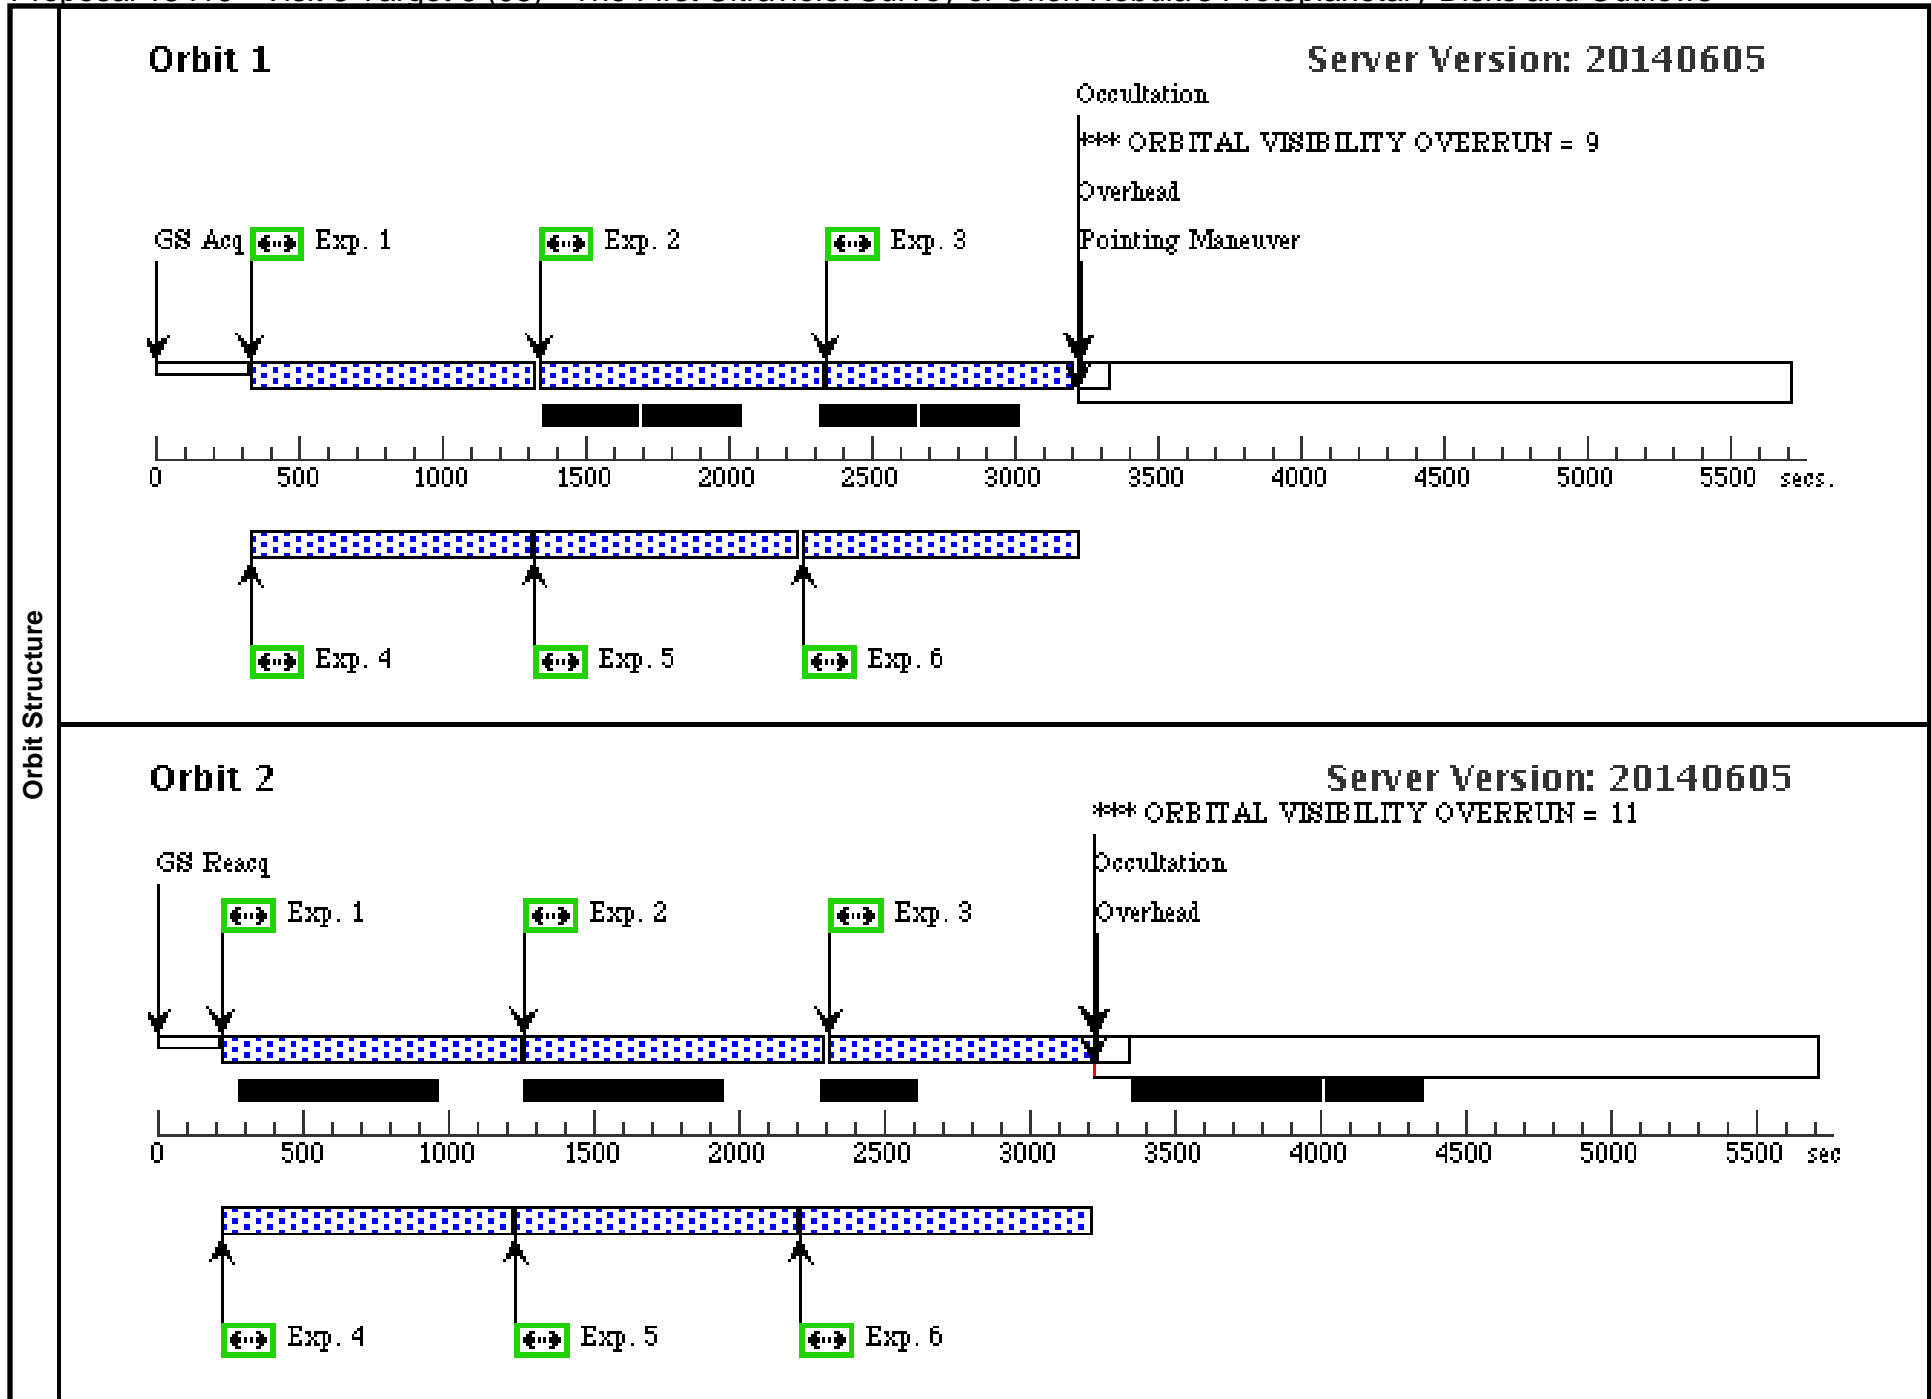 Orbit 1
Server Version: 20140605
Occultation
*** ORBITAL VISIBILITY OVERRUN = 9
Overhead
GS Acq
Exp. 1
Exp. 2
Exp. 3
Pointing Maneuver
0 500 1000 1500 2000 2500 3000 3500 4000 4500 5000 5500 secs.
Exp. 4
Exp. 5
Exp. 6
Orbit Structure
Orbit 2
Server Version: 20140605
*** ORBITAL VISIBILITY OVERRUN = 11
GS Reacq
Occultation
Exp. 1
Exp. 2
Exp. 3
Overhead
0 500 1000 1500 2000 2500 3000 3500 4000 4500 5000 5500 sec
Exp. 4
Exp. 5
Exp. 6